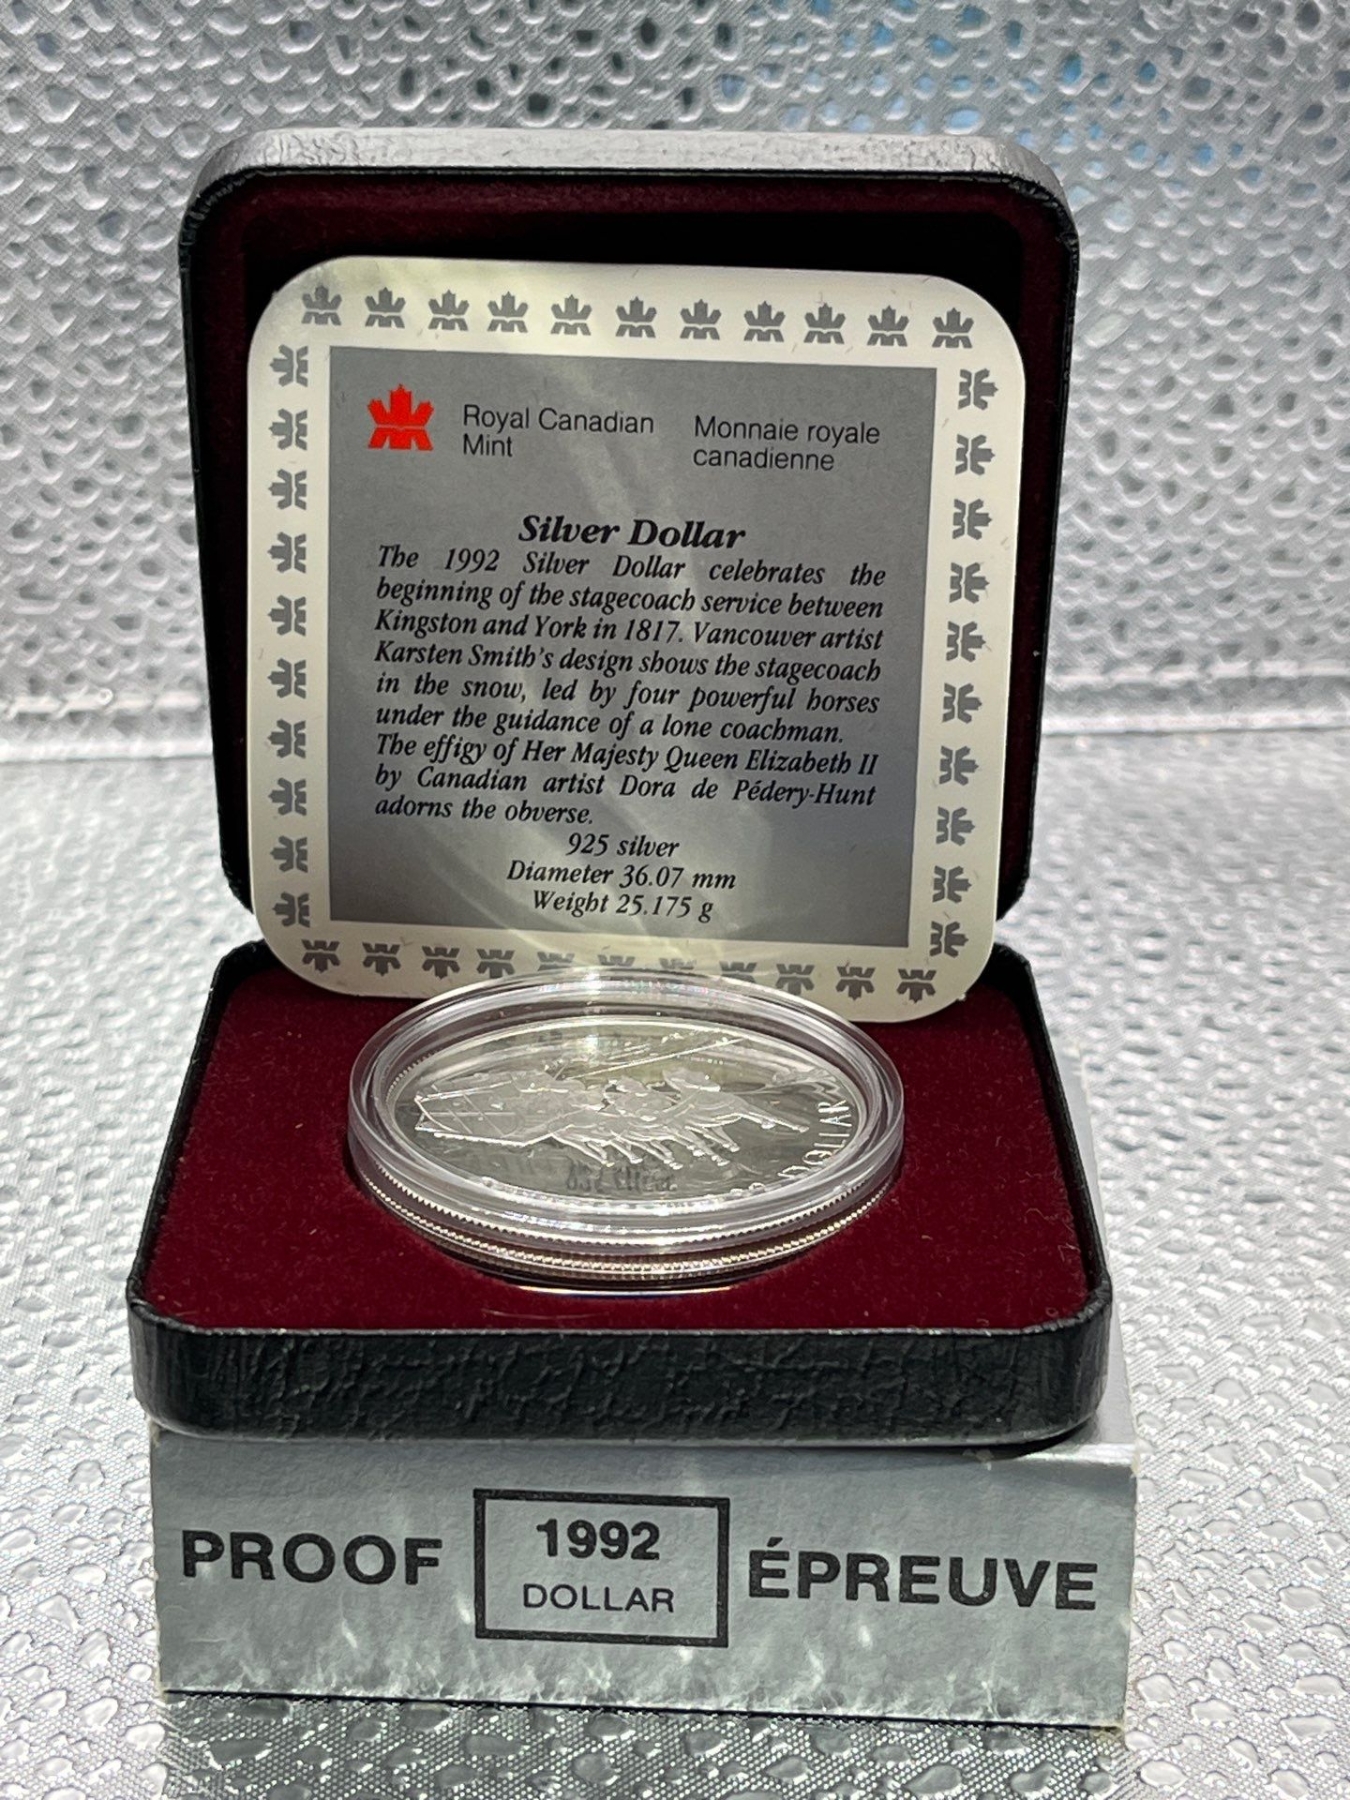 Royal Canadian
Mint
Monnaie royale
canadienne
Silver Dollar
The 1992 Silver Dollar celebrates the
beginning of the stagecoach service between
Kingston and York in 1817. Vancouver artist
Karsten Smith's design shows the stagecoach
in the snow, led by four powerful horses
under the guidance of a lone coachman.
The effigy of Her Majesty Queen Elizabeth II
by Canadian artist Dora de Pédery-Hunt
adorns the obverse.
925 silver
Diameter 36.07 mm
Weight 25.175 g
DOLLAR
PROOF
1992
DOLLAR
ÉPREUVE